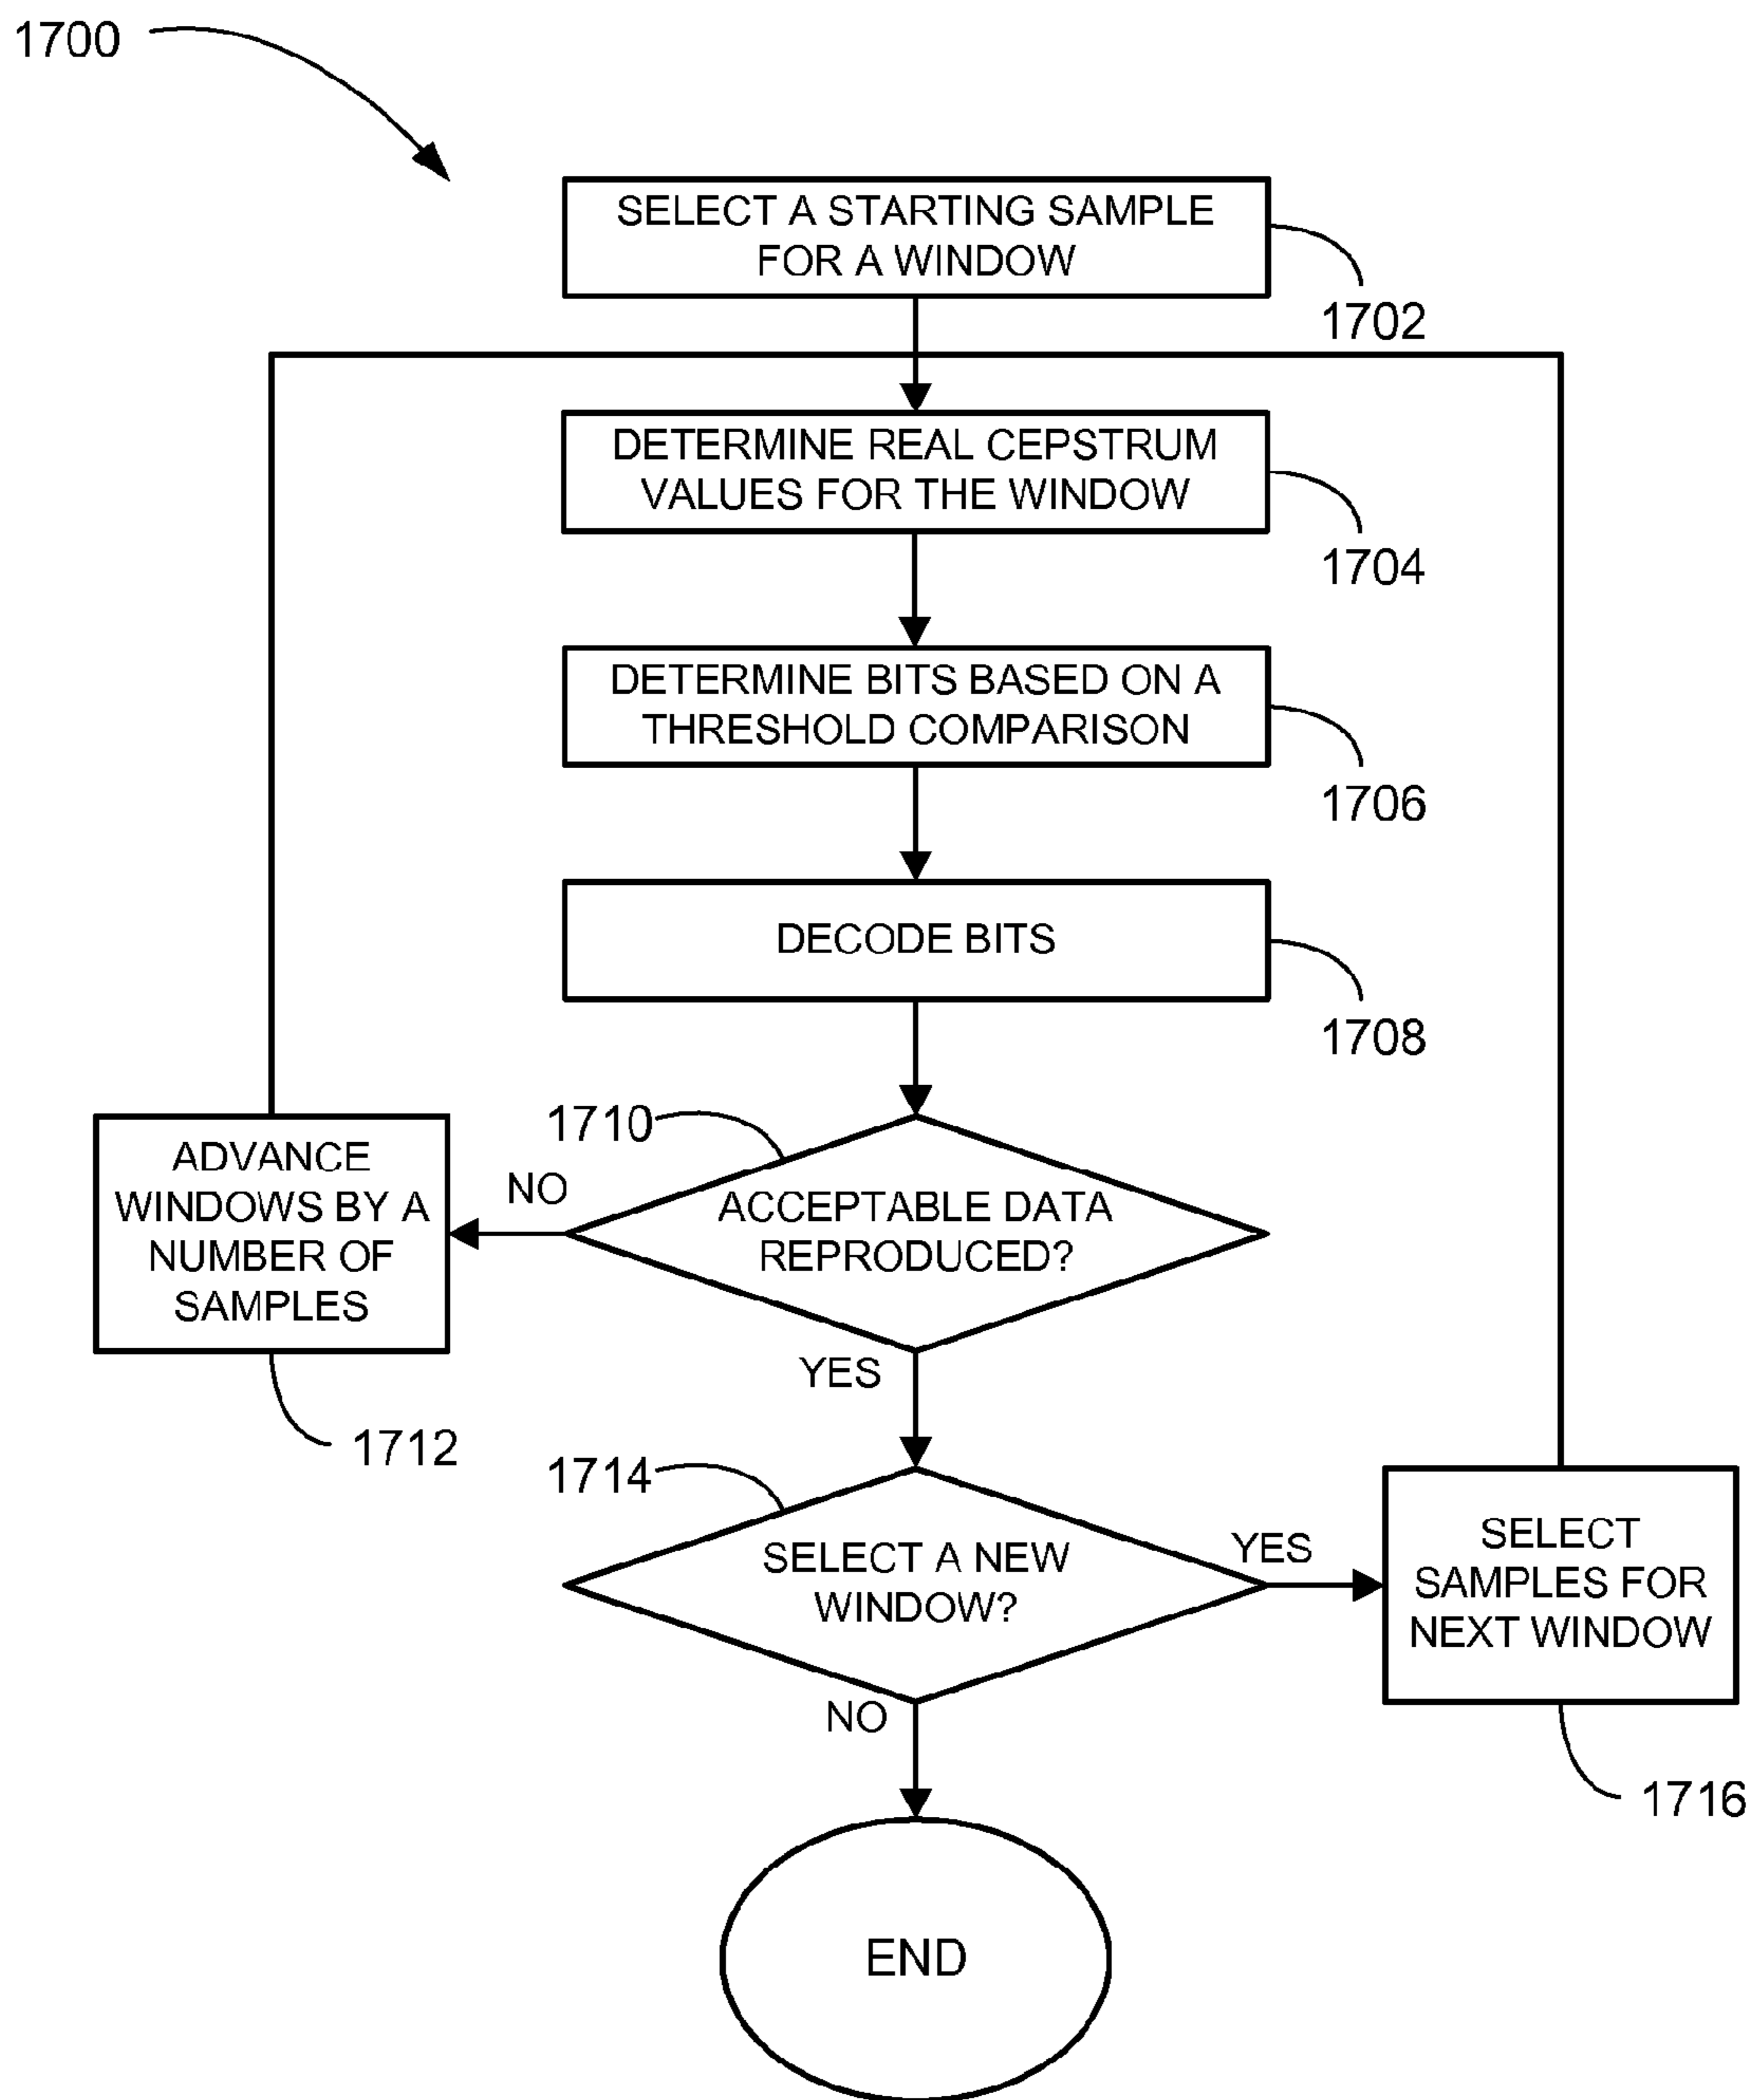 1700
SELECT A STARTING SAMPLE
FOR A WINDOW
1702
DETERMINE REAL CEPSTRUM
VALUES FOR THE WINDOW
1704
DETERMINE BITS BASED ON A
THRESHOLD COMPARISON
1706
DECODE BITS
1708
1710
ACCEPTABLE DATA
REPRODUCED?
NO
ADVANCE
WINDOWS BY A
NUMBER OF
SAMPLES
1712
YES
1714
SELECT A NEW
WINDOW?
YES
SELECT
SAMPLES FOR
NEXT WINDOW
1716
NO
END